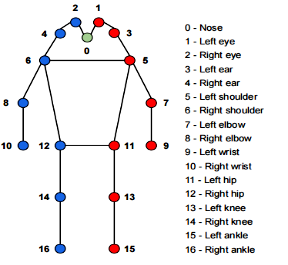 2 1
4 3
0
6 5
8 7
10 12 11 9
14 13
16 15
0 - Nose
1 - Left eye
2 - Right eye
3 - Left ear
4 - Right ear
5 - Left shoulder
6 - Right shoulder
7 - Left elbow
8 - Right elbow
9 - Left wrist
10 - Right wrist
11 - Left hip
12 - Right hip
13 - Left knee
14 - Right knee
15 - Left ankle
16 - Right ankle